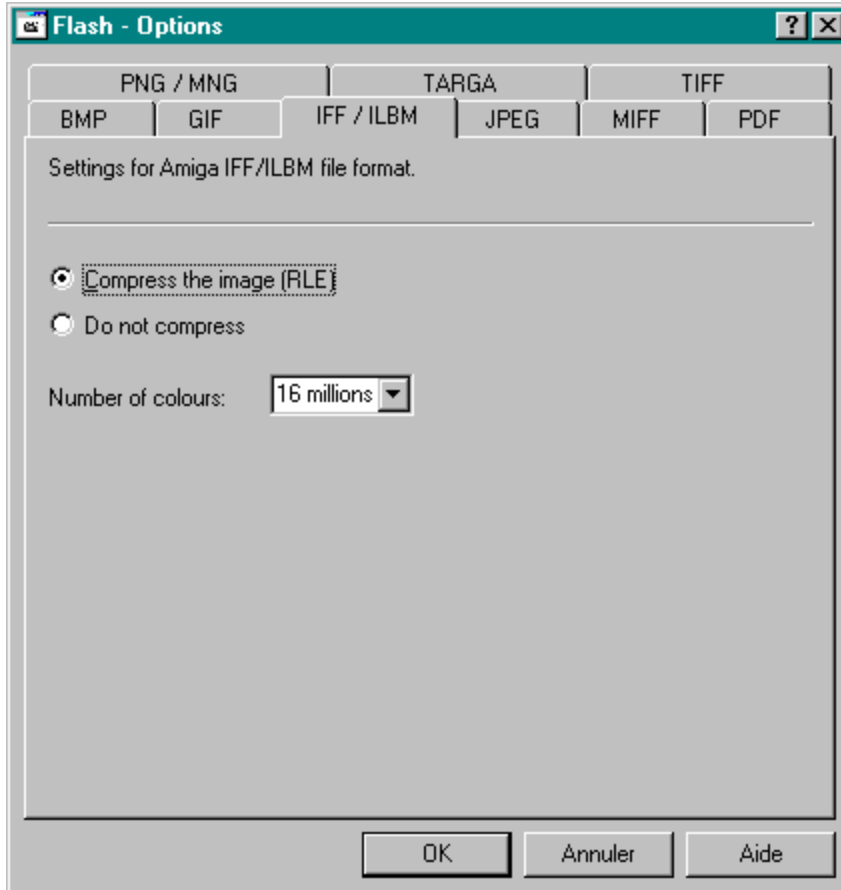 Flash - Options
PNG / MNG TARGA TIFF
BMP GIF IFF / ILBM JPEG MIFF PDF
Settings for Amiga IFF/ILBM file format.
Compress the image (RLE)
Do not compress
Number of colours: 16 millions
OK Annuler Aide